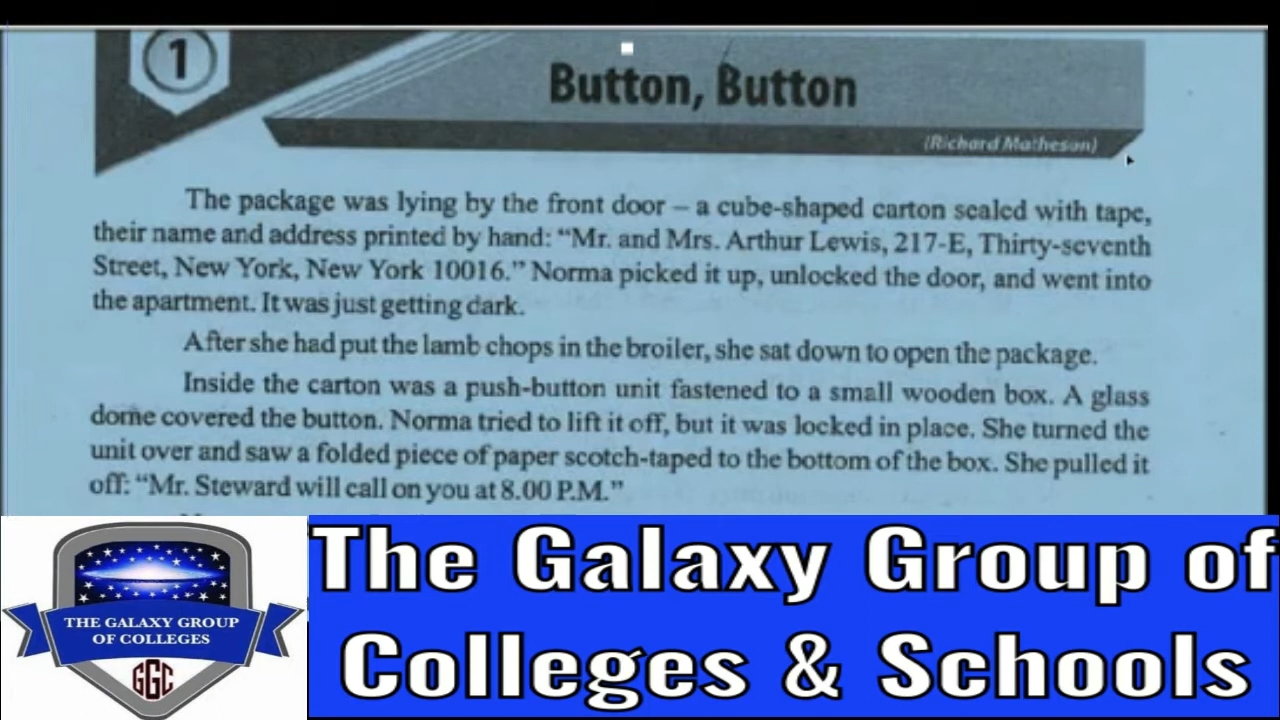 1
Button, Button
(Richard Matheson)
The package was lying by the front door – a cube-shaped carton sealed with tape,
their name and address printed by hand: “Mr. and Mrs. Arthur Lewis, 217-E, Thirty-seventh
Street, New York, New York 10016.” Norma picked it up, unlocked the door, and went into
the apartment. It was just getting dark.
After she had put the lamb chops in the broiler, she sat down to open the package.
Inside the carton was a push-button unit fastened to a small wooden box. A glass
dome covered the button. Norma tried to lift it off, but it was locked in place. She turned the
unit over and saw a folded piece of paper scotch-taped to the bottom of the box. She pulled it
off: “Mr. Steward will call on you at 8.00 P.M.”
THE GALAXY GROUP
OF COLLEGES
GGC
The Galaxy Group of
Colleges & Schools